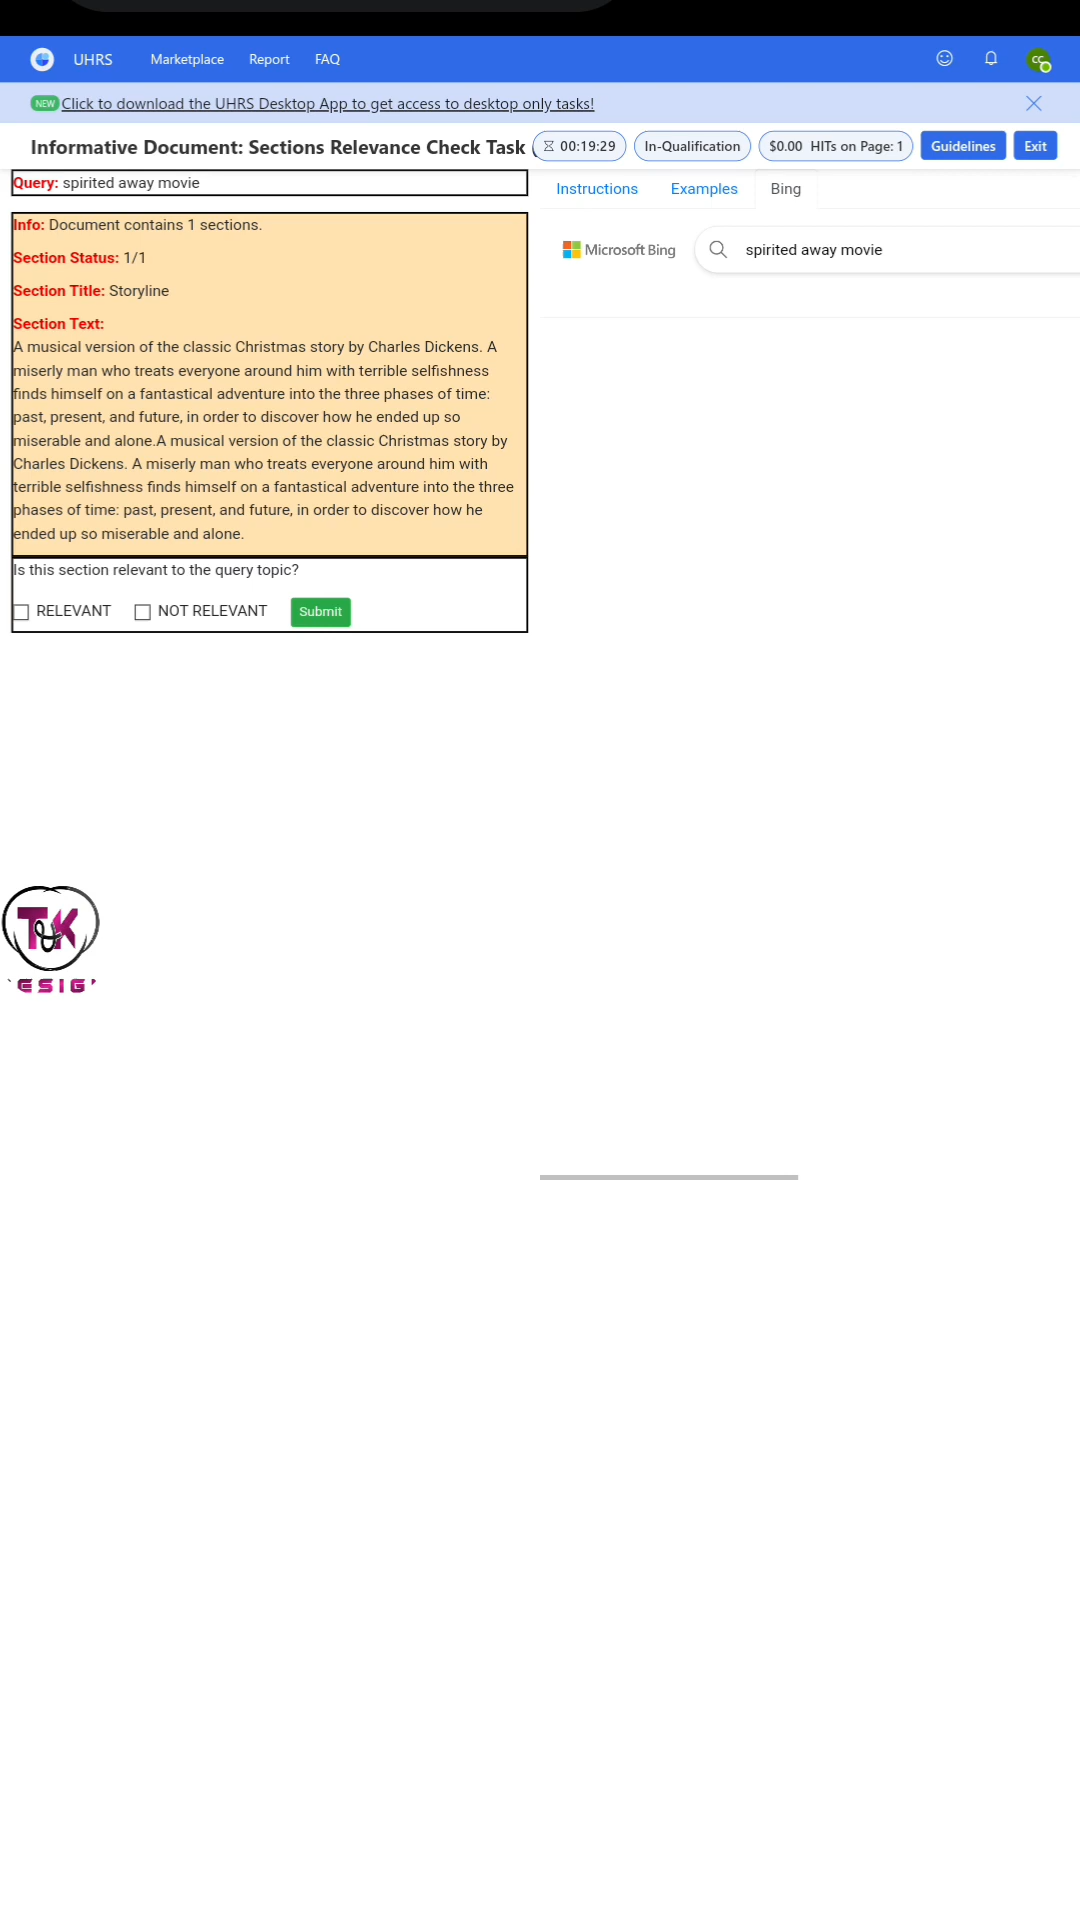 UHRS Marketplace Report FAQ CC
NEW Click to download the UHRS Desktop App to get access to desktop only tasks!
Informative Document: Sections Relevance Check Task 00:19:29 In-Qualification $0.00 HITs on Page: 1 Guidelines Exit
Query: spirited away movie
Info: Document contains 1 sections.
Section Status: 1/1
Section Title: Storyline
Section Text:
A musical version of the classic Christmas story by Charles Dickens. A
miserly man who treats everyone around him with terrible selfishness
finds himself on a fantastical adventure into the three phases of time:
past, present, and future, in order to discover how he ended up so
miserable and alone.A musical version of the classic Christmas story by
Charles Dickens. A miserly man who treats everyone around him with
terrible selfishness finds himself on a fantastical adventure into the three
phases of time: past, present, and future, in order to discover how he
ended up so miserable and alone.
Is this section relevant to the query topic?
RELEVANT NOT RELEVANT Submit
Instructions Examples Bing
Microsoft Bing spirited away movie